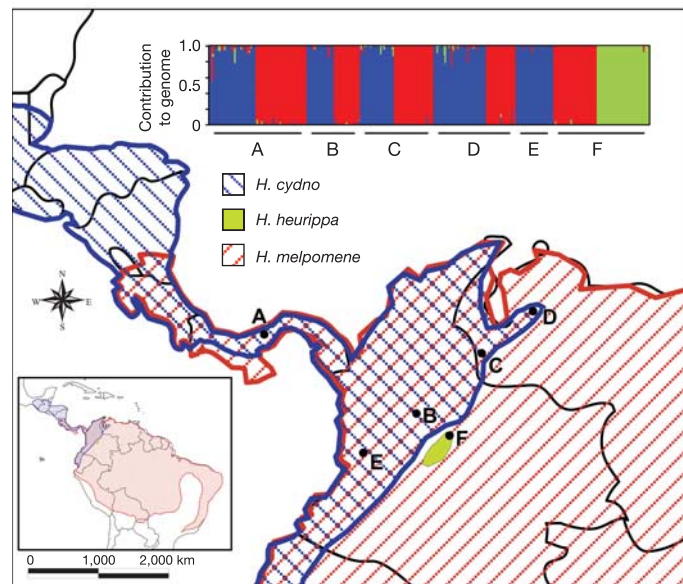 Contribution
to genome
1.0
0.5
0
A B C D E F
H. cydno
H. heurippa
H. melpomene
N
W E
S
A
D
C
B
F
E
0 1,000 2,000 km